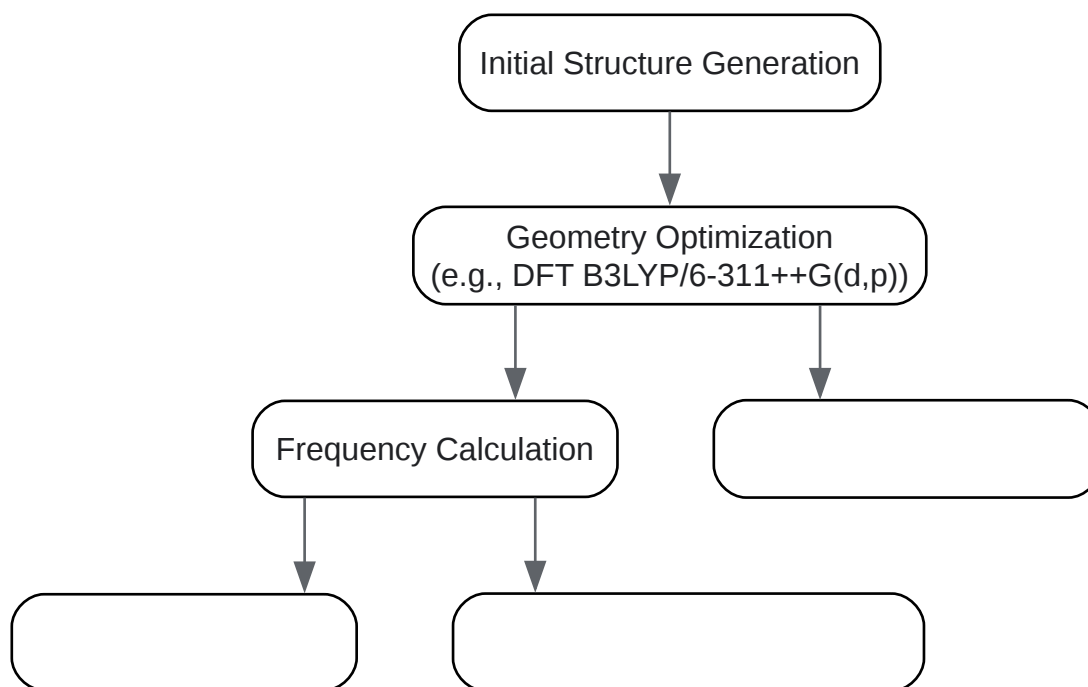 Initial Structure Generation
Geometry Optimization
(e.g., DFT B3LYP/6-311++G(d,p))
Frequency Calculation